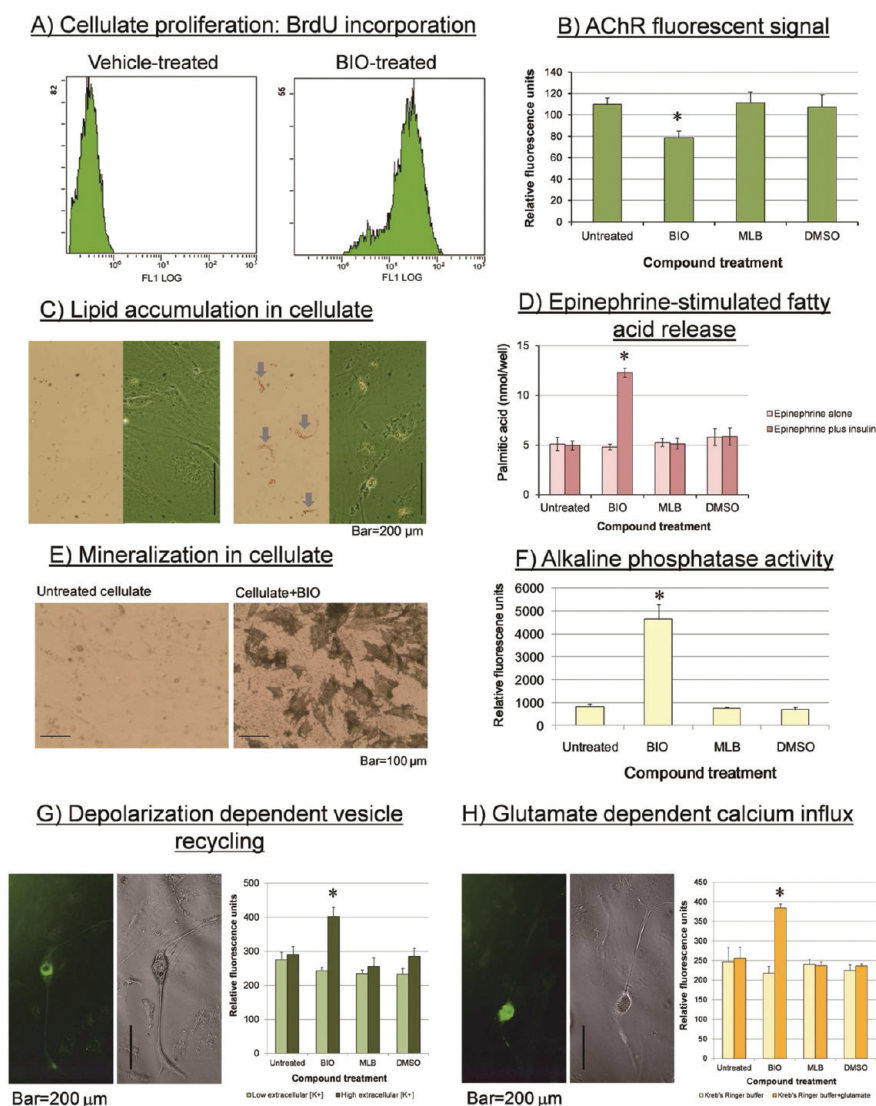 A) Cellulate proliferation: BrdU incorporation
Vehicle-treated
BIO-treated
82
10⁰ 10¹ 10² 10³
FL1 LOG
56
10⁰ 10¹ 10² 10³
FL1 LOG
B) AChR fluorescent signal
Relative fluorescence units
140
120
100
80
60
40
20
0
*
Untreated BIO MLB DMSO
Compound treatment
C) Lipid accumulation in cellulate
Bar=200 µm
D) Epinephrine-stimulated fatty
acid release
Palmitic acid (nmol/well)
15
10
5
0
*
Untreated BIO MLB DMSO
Compound treatment
Epinephrine alone
Epinephrine plus insulin
E) Mineralization in cellulate
Untreated cellulate
Cellulate+BIO
Bar=100 µm
F) Alkaline phosphatase activity
Relative fluorescene units
6000
5000
4000
3000
2000
1000
0
*
Untreated BIO MLB DMSO
Compound treatment
G) Depolarization dependent vesicle
recycling
Bar=200 µm
Relative fluorescence units
500
400
300
200
100
0
*
Untreated BIO MLB DMSO
Compound treatment
Low extracellular [K+] High extracellular [K+]
H) Glutamate dependent calcium influx
Bar=200 µm
Relative fluorescence units
450
400
350
300
250
200
150
100
50
0
*
Untreated BIO MLB DMSO
Compound treatment
Kreb's Ringer buffer Kreb's Ringer buffer+glutamate